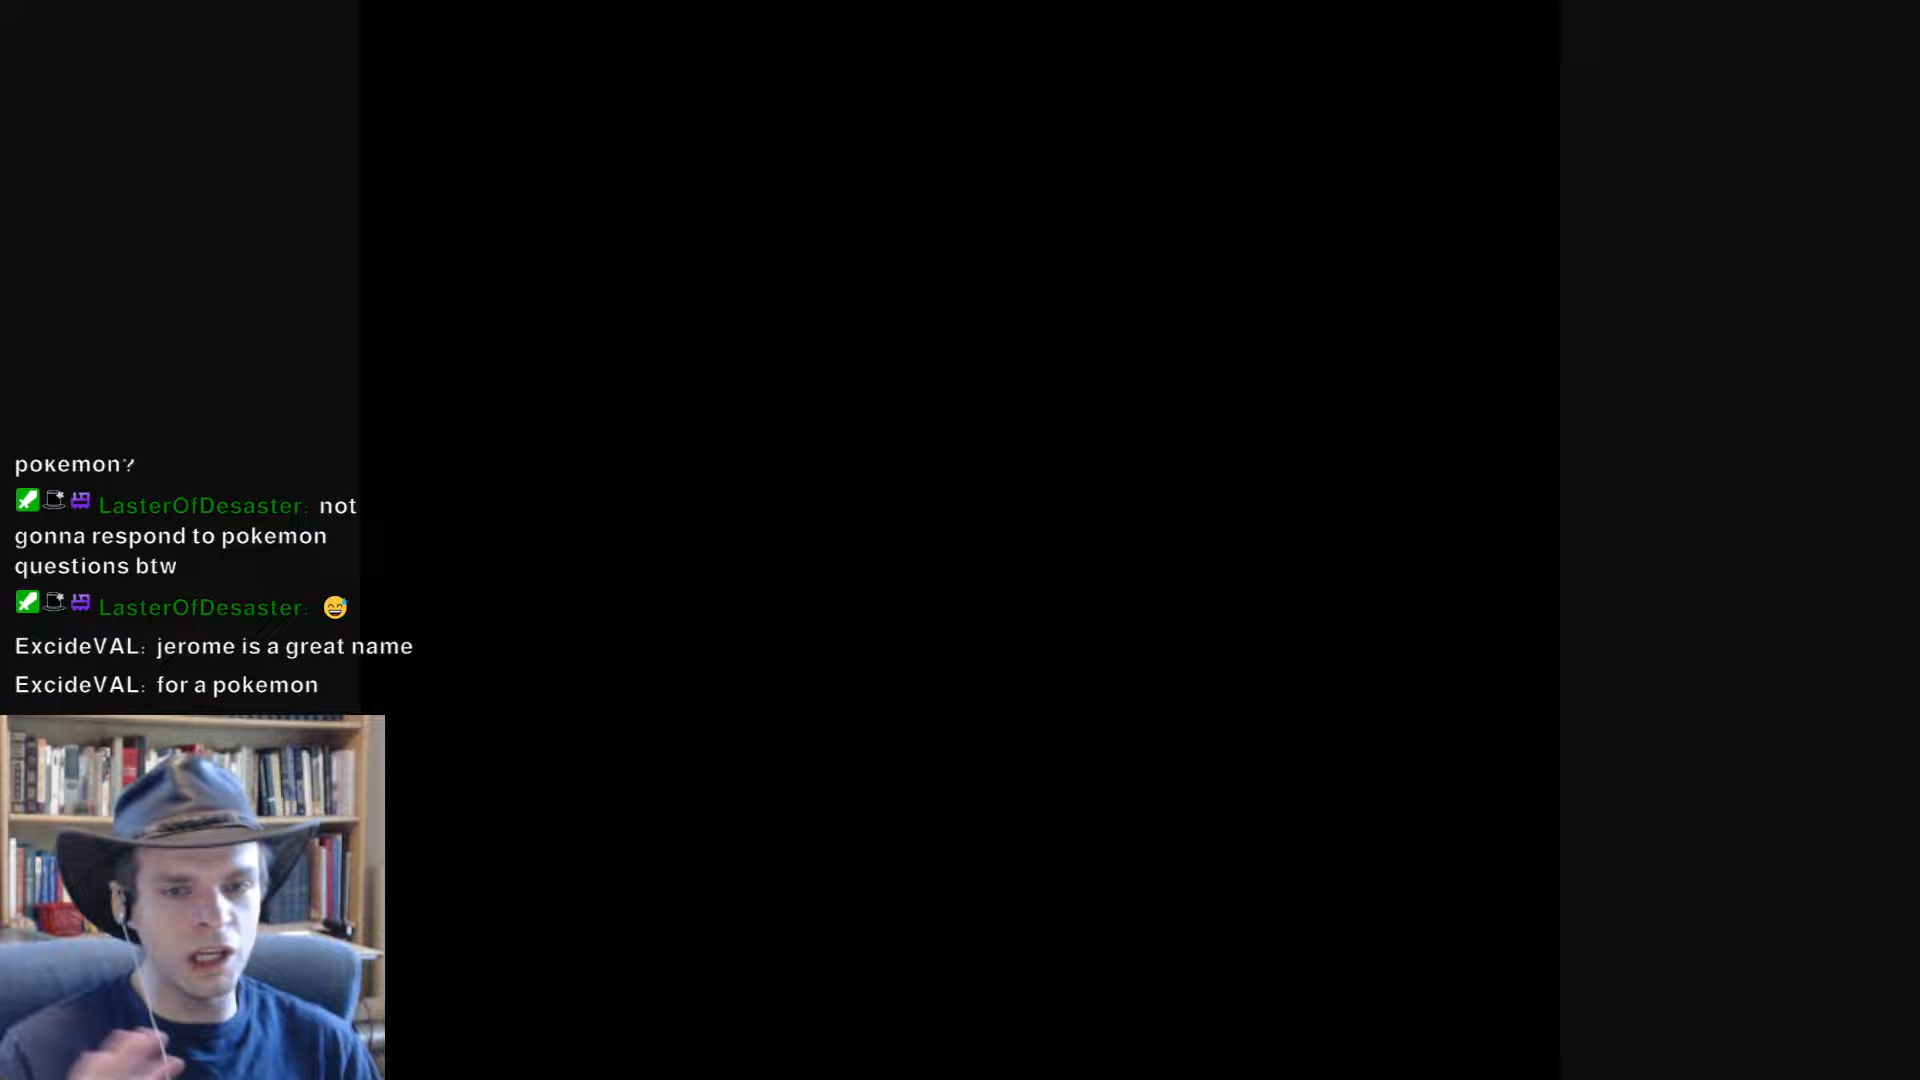 pokemon?
LasterOfDesaster: not
gonna respond to pokemon
questions btw
LasterOfDesaster: 😅
ExcideVAL: jerome is a great name
ExcideVAL: for a pokemon